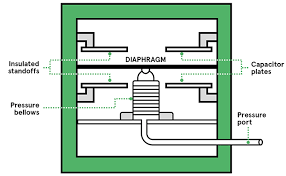 Insulated
standoffs
DIAPHRAGM
Capacitor
plates
Pressure
bellows
Pressure
port